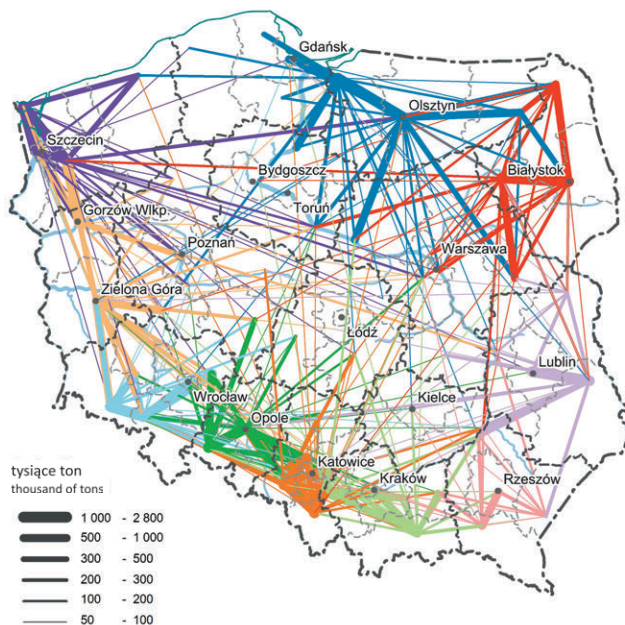 Gdańsk
Olsztyn
Szczecin
Bydgoszcz
Białystok
Toruń
Gorzów Wlkp.
Poznań
Warszawa
Zielona Góra
Łódź
Lublin
Wrocław
Kielce
Opole
Katowice
Kraków
Rzeszów
tysiące ton
thousand of tons
1 000 - 2 800
500 - 1 000
300 - 500
200 - 300
100 - 200
50 - 100